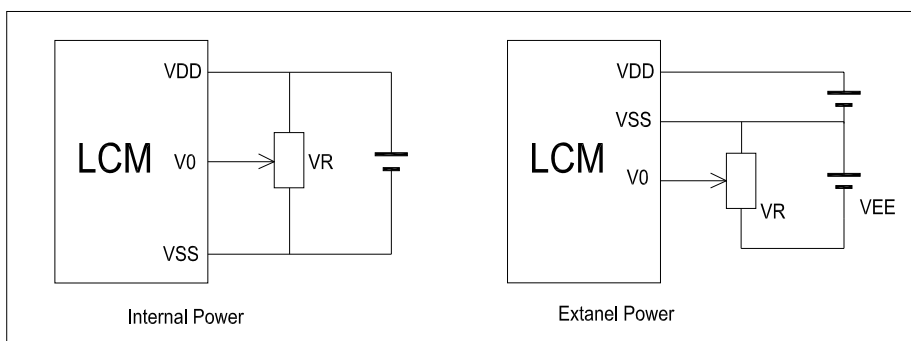 VDD
LCM
V0
VR
VSS
Internal Power
VDD
VSS
LCM
V0
VR
VEE
Extanel Power